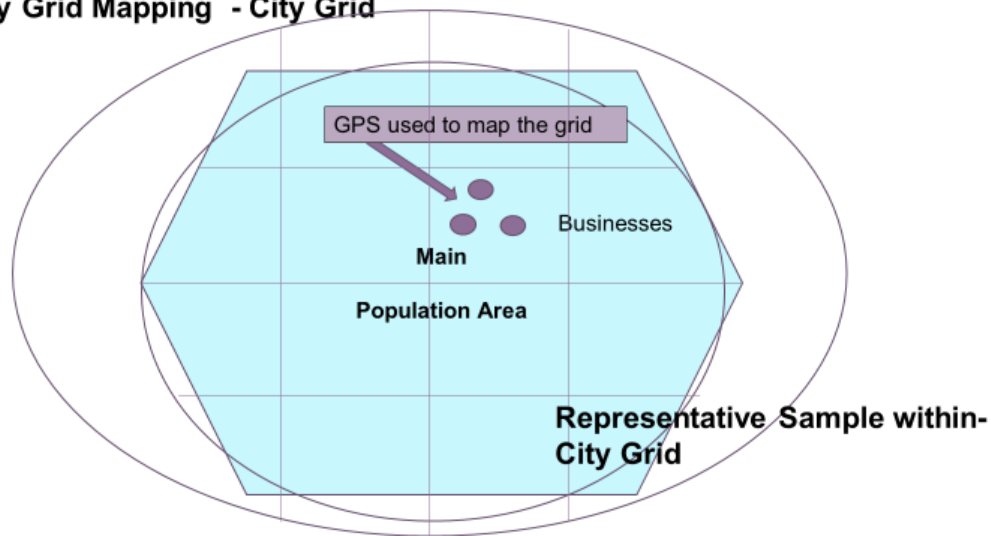 y Grid Mapping - City Grid
GPS used to map the grid
Businesses
Main
Population Area
Representative Sample within-
City Grid